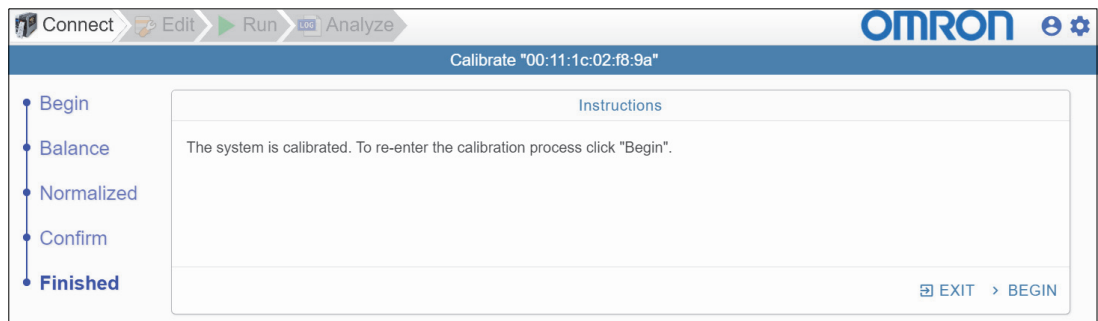 Connect Edit Run LOG Analyze OMRON
Calibrate "00:11:1c:02:f8:9a"
Begin
Balance
Normalized
Confirm
Finished
Instructions
The system is calibrated. To re-enter the calibration process click "Begin".
EXIT > BEGIN